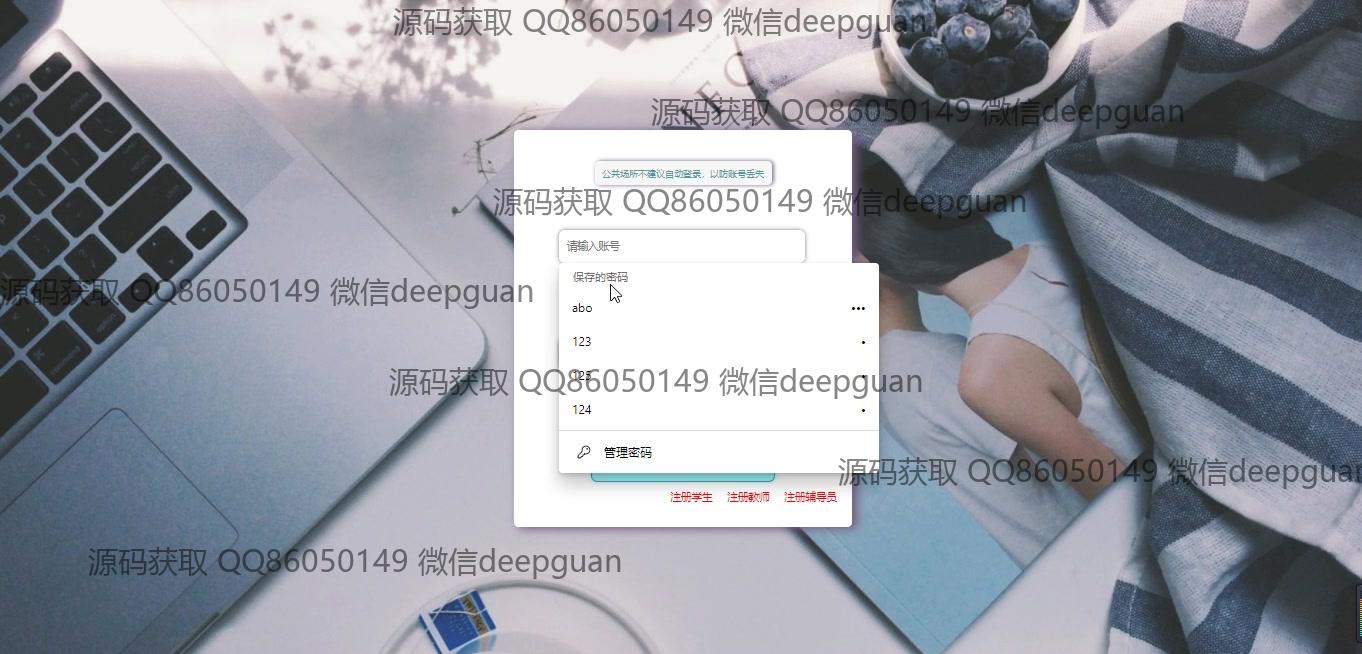 源码获取 QQ86050149 微信deepguan
源码获取 QQ86050149 微信deepguan
公共场所不建议自动登录，以防账号丢失
源码获取 QQ86050149 微信deepguan
请输入账号
保存的密码
源码获取 QQ86050149 微信deepguan
abo •••
123 •
123 •
源码获取 QQ86050149 微信deepguan
124 •
管理密码
源码获取 QQ86050149 微信deepguan
注册学生 注册教师 注册辅导员
源码获取 QQ86050149 微信deepguan
command
option